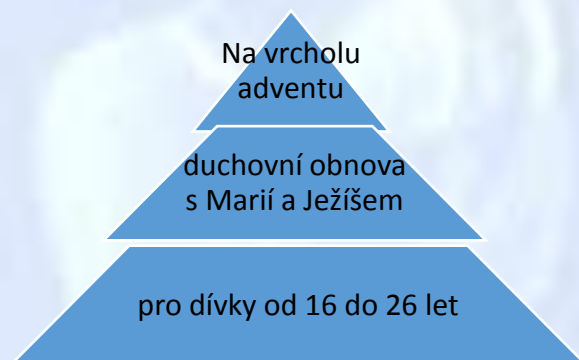 Na vrcholu
adventu
duchovní obnova
s Marií a Ježíšem
pro dívky od 16 do 26 let